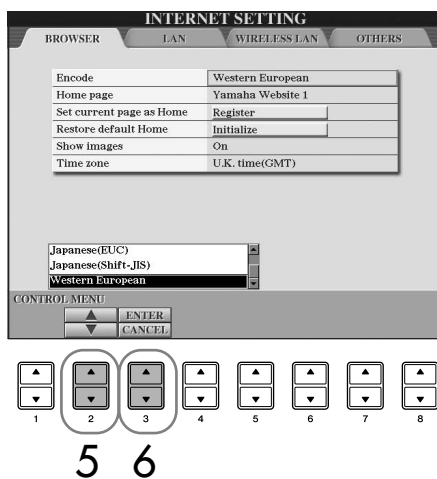 INTERNET SETTING
BROWSER LAN WIRELESS LAN OTHERS
Encode Western European
Home page Yamaha Website 1
Set current page as Home Register
Restore default Home Initialize
Show images On
Time zone U.K. time(GMT)
Japanese(EUC)
Japanese(Shift-JIS)
Western European
CONTROL MENU
ENTER
CANCEL
1 2 3 4 5 6 7 8
5 6